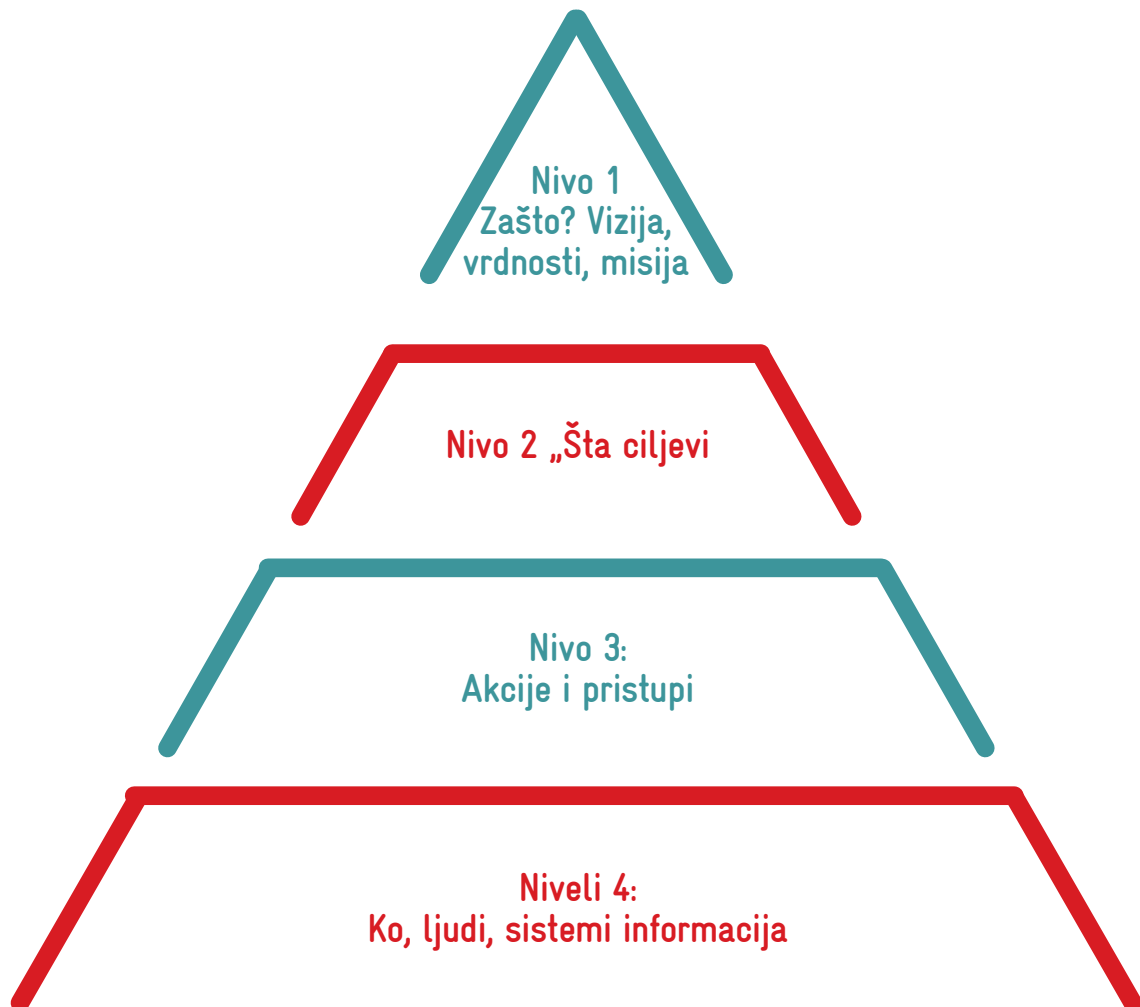 Nivo 1
Zašto? Vizija,
vrdnosti, misija
Nivo 2 „Šta ciljevi
Nivo 3:
Akcije i pristupi
Niveli 4:
Ko, ljudi, sistemi informacija